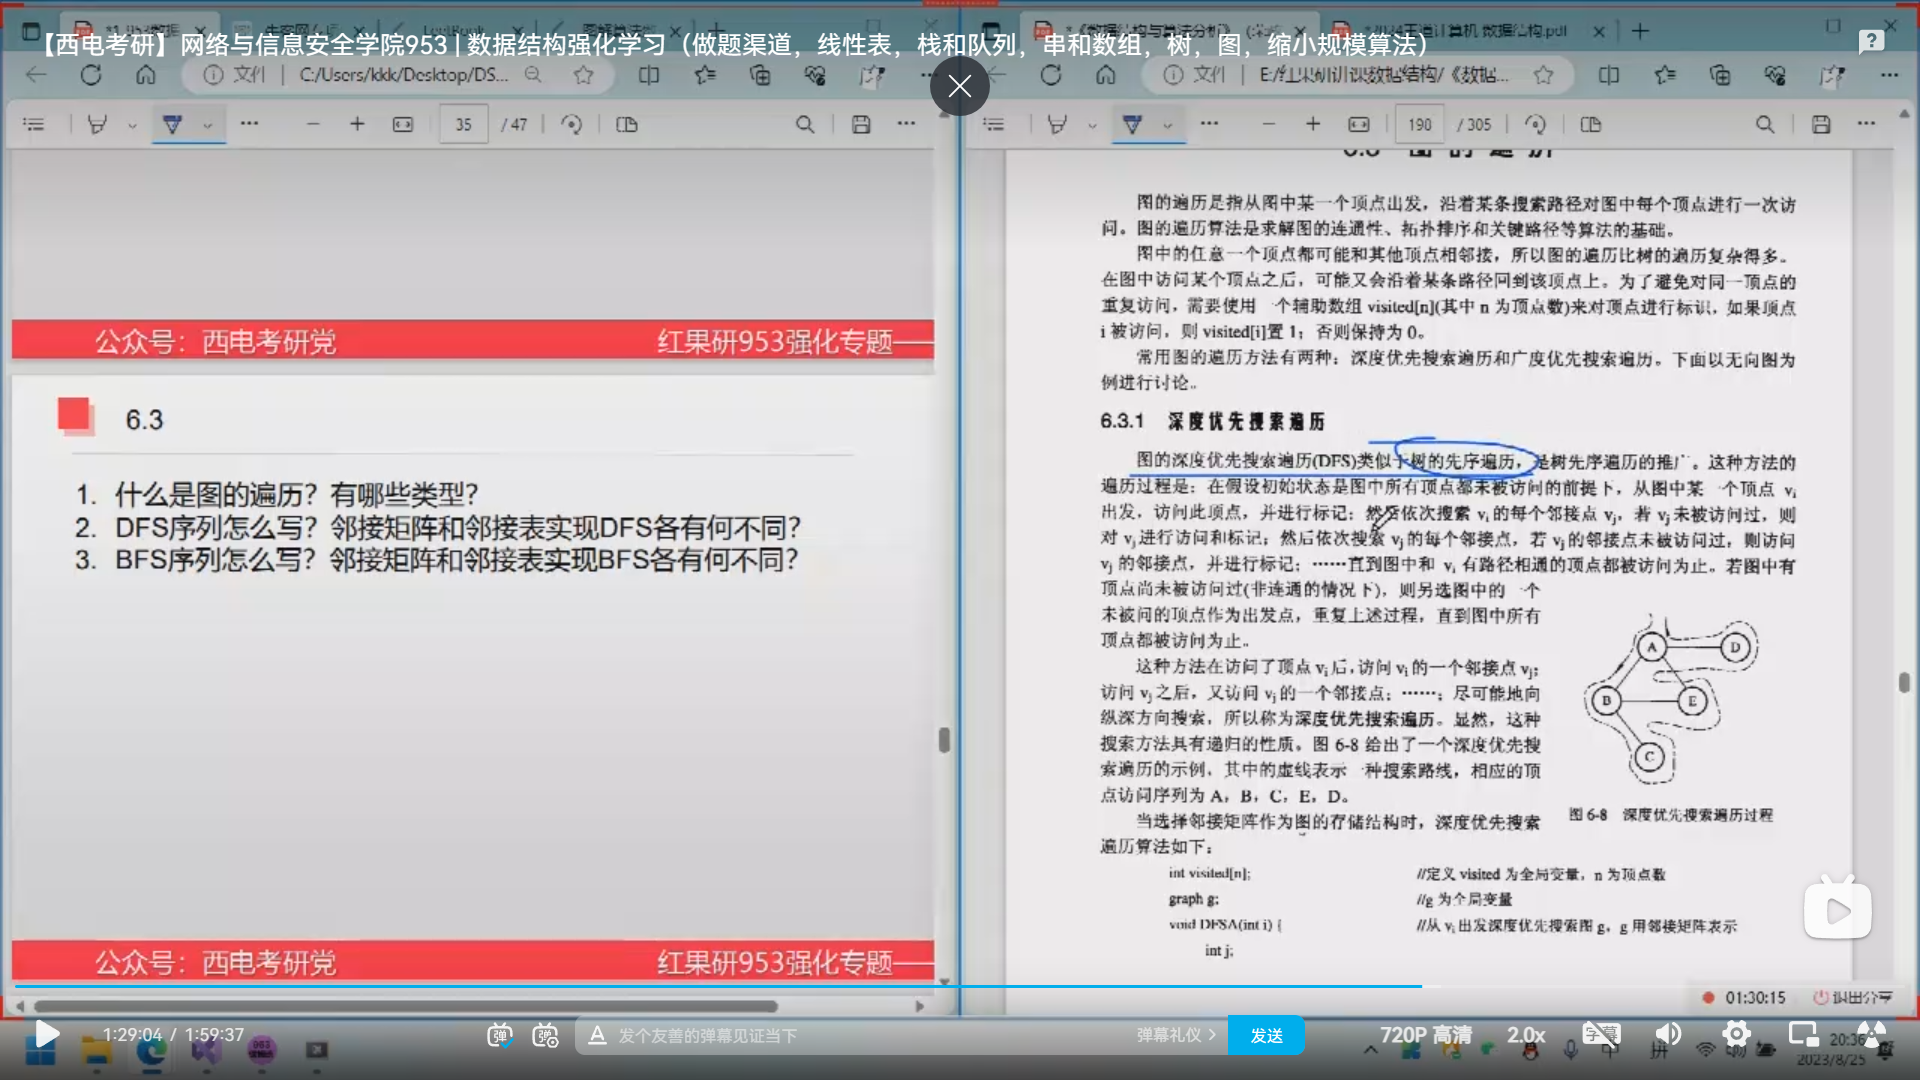 【西电考研】网络与信息安全学院953 | 数据结构强化学习（做题渠道，线性表，栈和队列，串和数组，树，图，缩小规模算法）
文件 | C:/Users/kkk/Desktop/DS...
35 / 47
公众号：西电考研党 红果研953强化专题
6.3
1. 什么是图的遍历？有哪些类型？
2. DFS序列怎么写？邻接矩阵和邻接表实现DFS各有何不同？
3. BFS序列怎么写？邻接矩阵和邻接表实现BFS各有何不同？
公众号：西电考研党 红果研953强化专题
190 / 305
图的遍历是指从图中某一个顶点出发，沿着某条搜索路径对图中每个顶点进行一次访
问。图的遍历算法是求解图的连通性、拓扑排序和关键路径等算法的基础。
图中的任意一个顶点都可能和其他顶点相邻接，所以图的遍历比树的遍历复杂得多。
在图中访问某个顶点之后，可能又会沿着某条路径回到该顶点上。为了避免对同一顶点的
重复访问，需要使用 个辅助数组 visited[n](其中 n 为顶点数)来对顶点进行标识，如果顶点
i 被访问，则 visited[i]置 1；否则保持为 0。
常用图的遍历方法有两种：深度优先搜索遍历和广度优先搜索遍历。下面以无向图为
例进行讨论。
6.3.1 深度优先搜索遍历
图的深度优先搜索遍历(DFS)类似于树的先序遍历，是树先序遍历的推广。这种方法的
遍历过程是：在假设初始状态是图中所有顶点都未被访问的前提下，从图中某 个顶点 vi
出发，访问此顶点，并进行标记；然后依次搜索 vi 的每个邻接点 vj，若 vj 未被访问过，则
对 vj 进行访问和标记；然后依次搜索 vj 的每个邻接点，若 vj 的邻接点未被访问过，则访问
vj 的邻接点，并进行标记；……直到图中和 vi 有路径相通的顶点都被访问为止。若图中有
顶点尚未被访问过(非连通的情况下)，则另选图中的 个
未被问的顶点作为出发点，重复上述过程，直到图中所有
顶点都被访问为止。
这种方法在访问了顶点 vi 后，访问 vi 的一个邻接点 vj；
访问 vj 之后，又访问 vj 的一个邻接点；……；尽可能地向
纵深方向搜索，所以称为深度优先搜索遍历。显然，这种
搜索方法具有递归的性质。图 6-8 给出了一个深度优先搜
索遍历的示例，其中的虚线表示 种搜索路线，相应的顶
点访问序列为 A，B，C，E，D。
A D
B E
C
图 6-8 深度优先搜索遍历过程
当选择邻接矩阵作为图的存储结构时，深度优先搜索
遍历算法如下：
int visited[n]; //定义 visited 为全局变量，n 为顶点数
graph g; //g 为全局变量
void DFSA(int i) { //从 vi 出发深度优先搜索图 g，g 用邻接矩阵表示
int j;
01:30:15
1:29:04 / 1:59:37
发个友善的弹幕见证当下
弹幕礼仪
发送
720P 高清
2.0x
字幕
2023/8/25